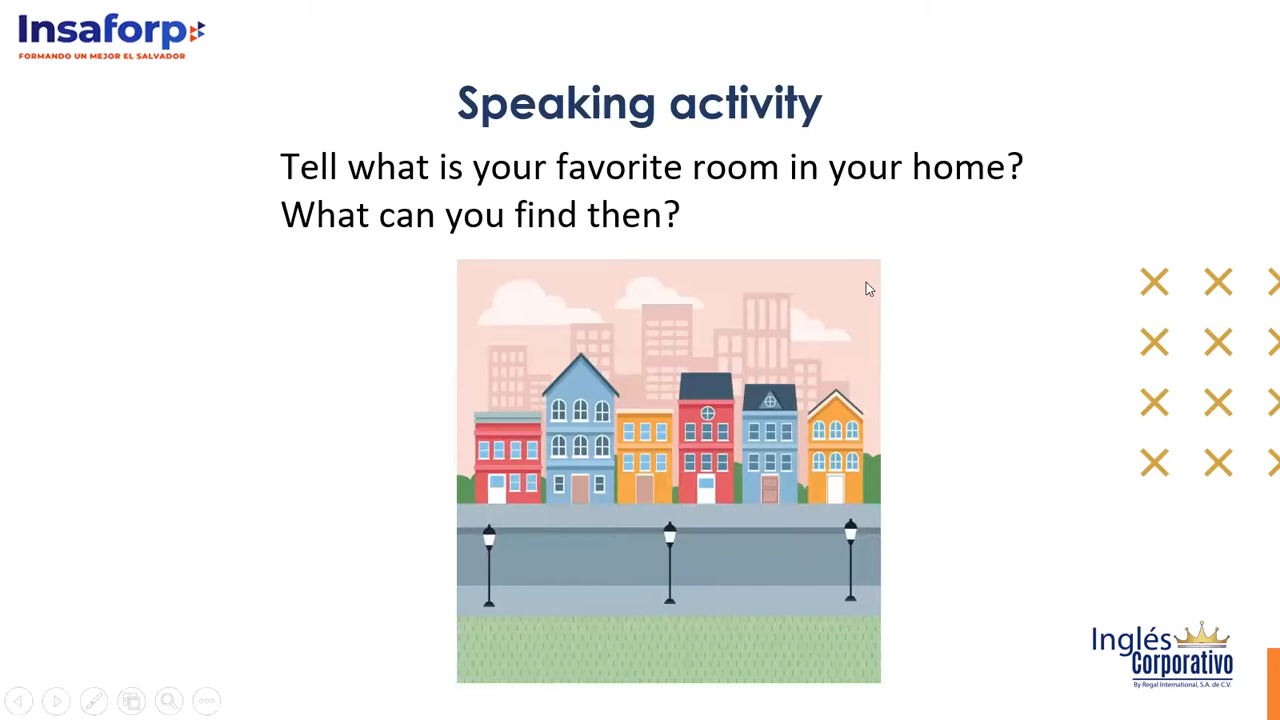 Insaforp
FORMANDO UN MEJOR EL SALVADOR
Speaking activity
Tell what is your favorite room in your home?
What can you find then?
Inglés
Corporativo
By Regal International, S.A. de C.V.